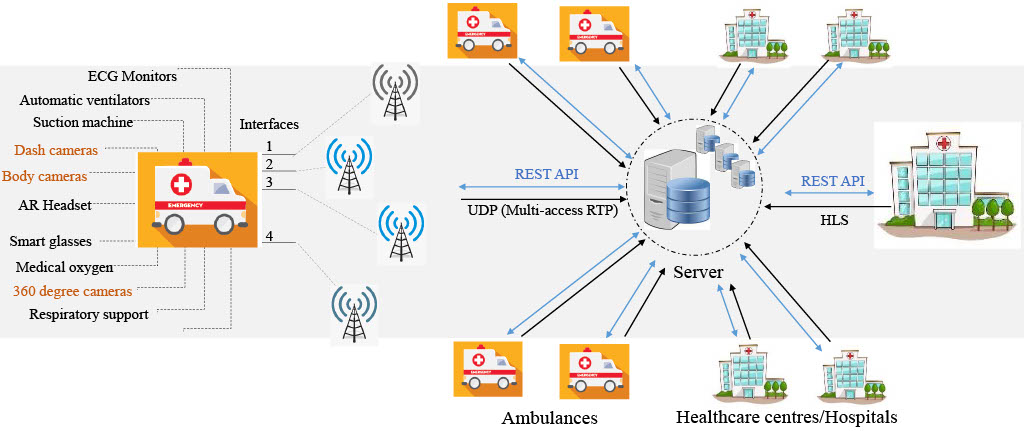 ECG Monitors
Automatic ventilators
Suction machine
Dash cameras
Body cameras
AR Headset
Smart glasses
Medical oxygen
360 degree cameras
Respiratory support
EMERGENCY
Interfaces
1
2
3
4
EMERGENCY
EMERGENCY
REST API
UDP (Multi-access RTP)
Server
REST API
HLS
EMERGENCY
EMERGENCY
Ambulances
Healthcare centres/Hospitals